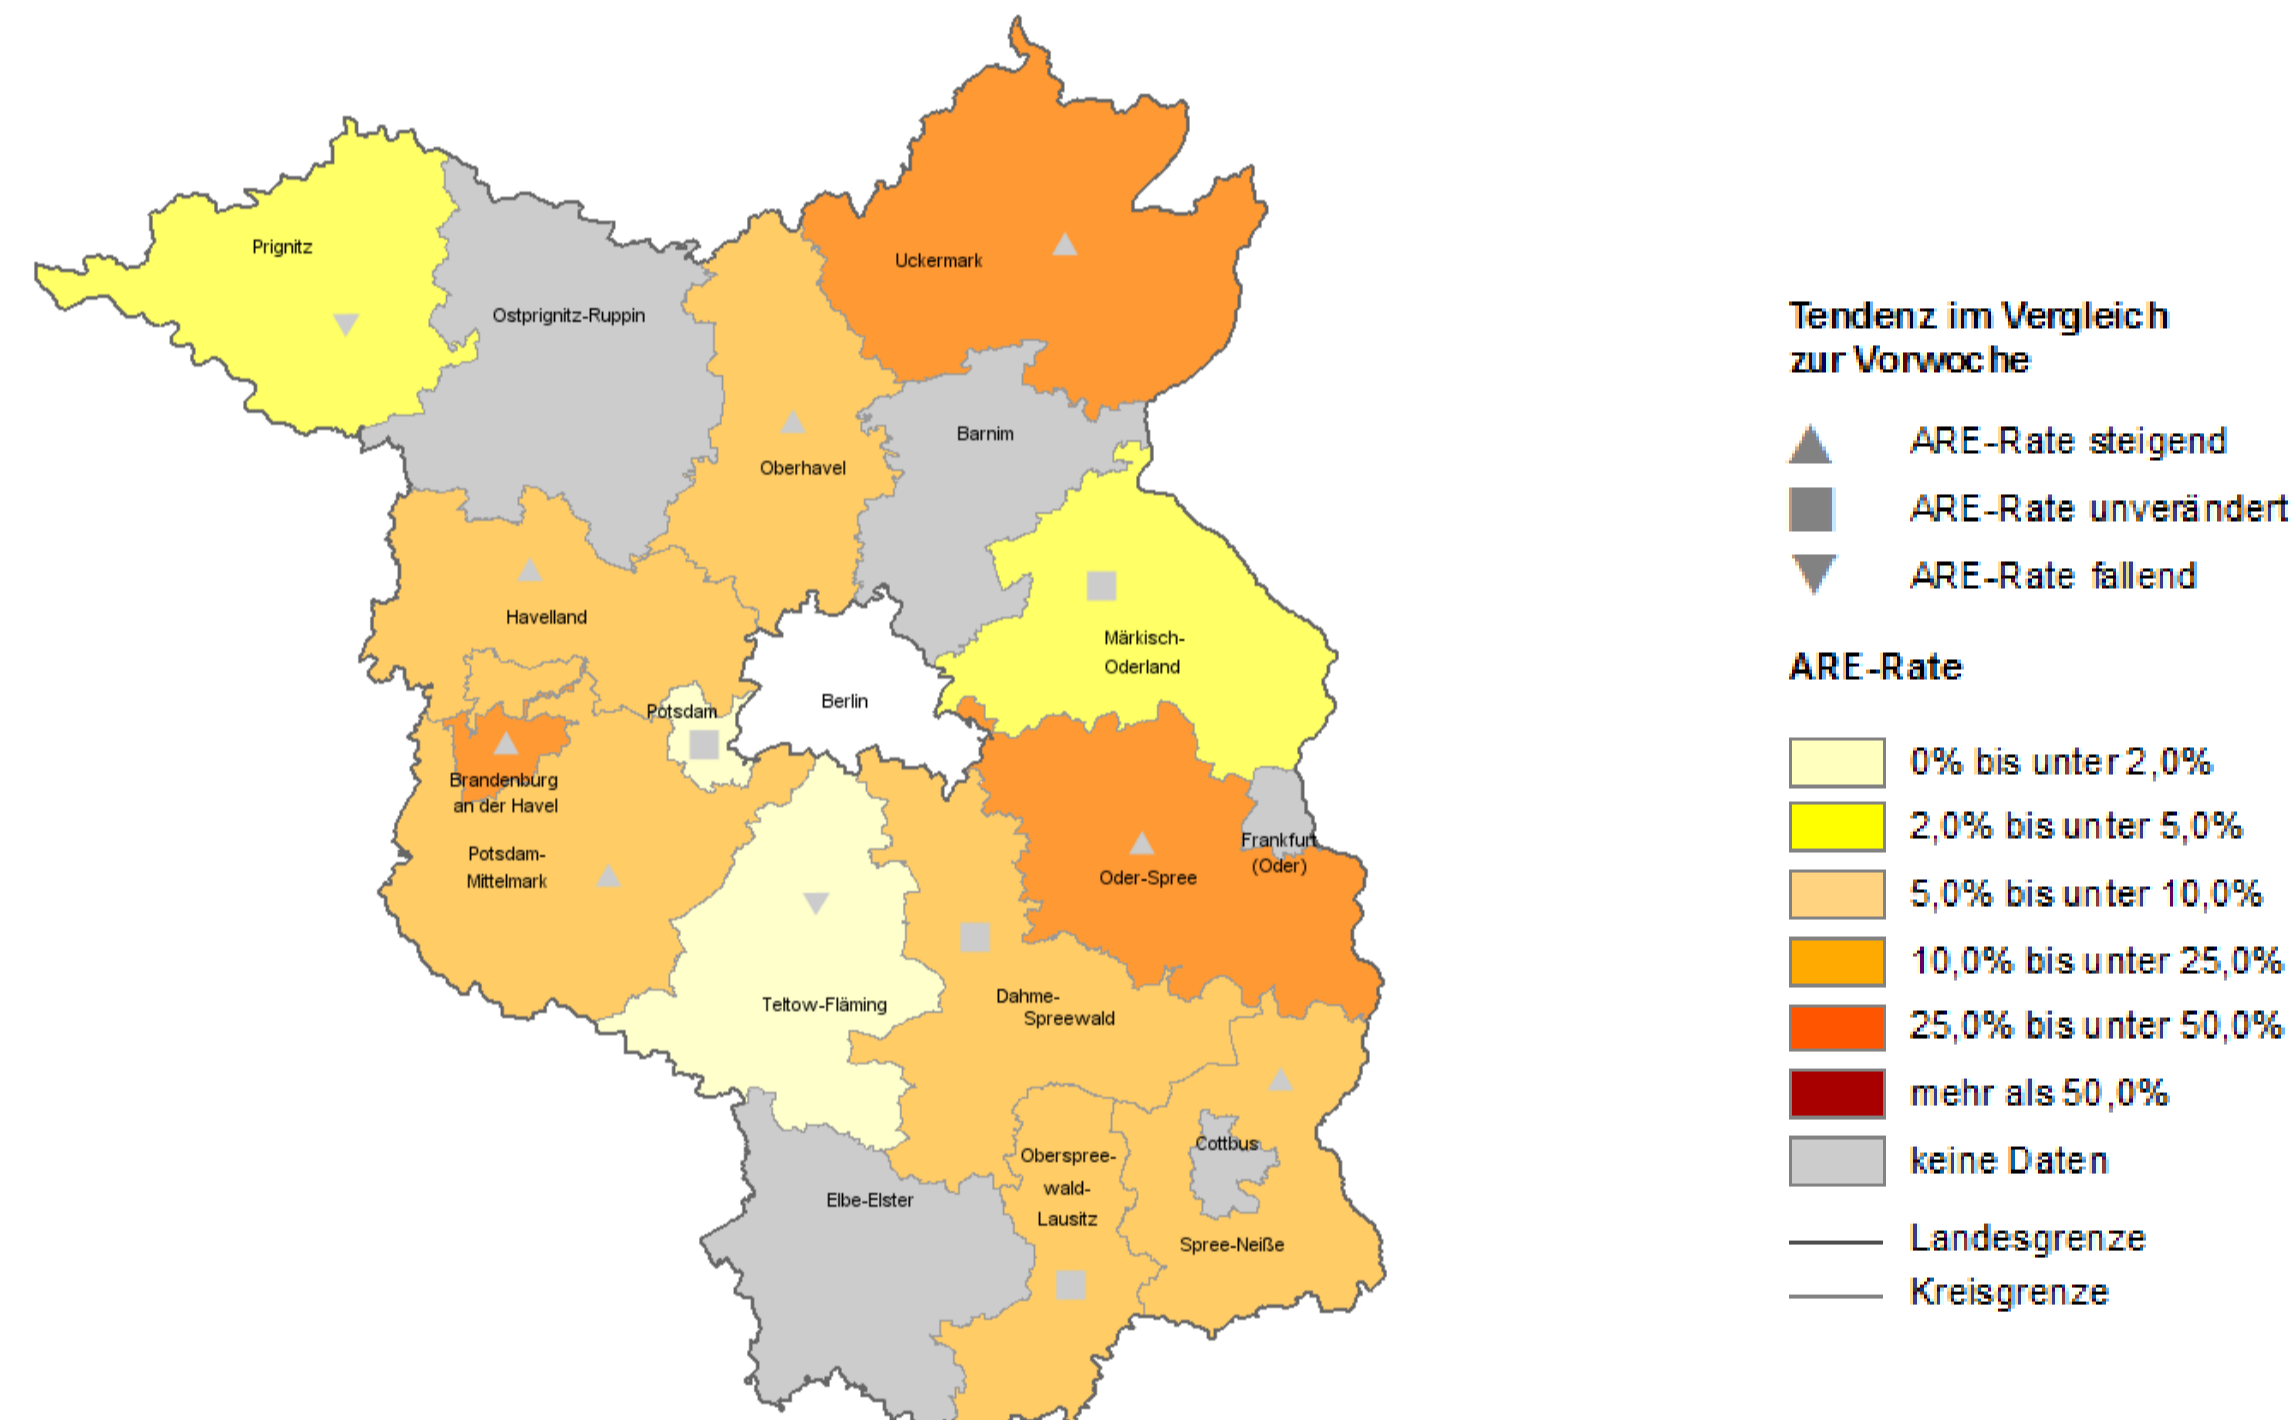 Prignitz
Ostprignitz-Ruppin
Uckermark
Oberhavel
Barnim
Havelland
Märkisch-
Oderland
Berlin
Potsdam
Brandenburg
an der Havel
Potsdam-
Mittelmark
Frankfurt
(Oder)
Oder-Spree
Teltow-Fläming
Dahme-
Spreewald
Oberspree-
wald-
Lausitz
Cottbus
Elbe-Elster
Spree-Neiße
Tendenz im Vergleich
zur Vorwoche
ARE-Rate steigend
ARE-Rate unverändert
ARE-Rate fallend
ARE-Rate
0% bis unter 2,0%
2,0% bis unter 5,0%
5,0% bis unter 10,0%
10,0% bis unter 25,0%
25,0% bis unter 50,0%
mehr als 50,0%
keine Daten
Landesgrenze
Kreisgrenze